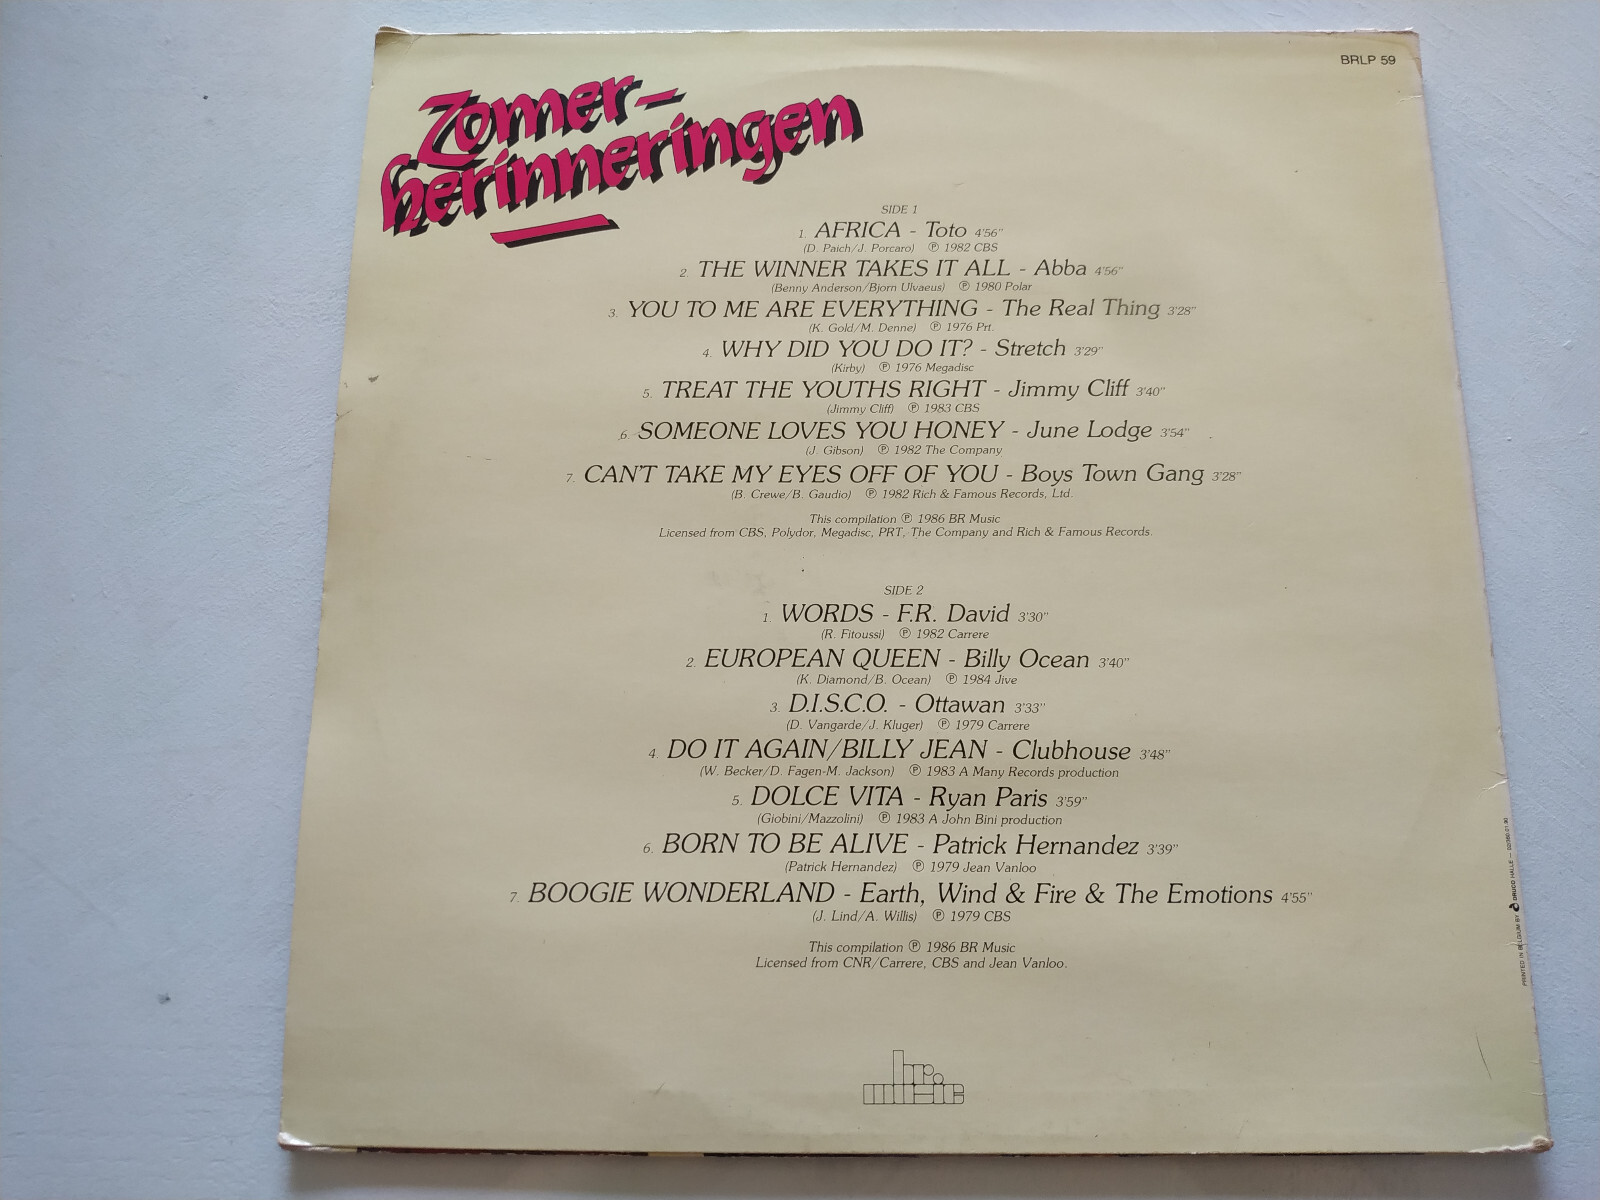 BRLP 59
Zomer-
herinneringen
SIDE 1
1. AFRICA - Toto 4'56"
(D. Paich/J. Porcaro) ℗ 1982 CBS
2. THE WINNER TAKES IT ALL - Abba 4'56"
(Benny Anderson/Bjorn Ulvaeus) ℗ 1980 Polar
3. YOU TO ME ARE EVERYTHING - The Real Thing 3'28"
(K. Gold/M. Denne) ℗ 1976 Prt.
4. WHY DID YOU DO IT? - Stretch 3'29"
(Kirby) ℗ 1976 Megadisc
5. TREAT THE YOUTHS RIGHT - Jimmy Cliff 3'40"
(Jimmy Cliff) ℗ 1983 CBS
6. SOMEONE LOVES YOU HONEY - June Lodge 3'54"
(J. Gibson) ℗ 1982 The Company
7. CAN'T TAKE MY EYES OFF OF YOU - Boys Town Gang 3'28"
(B. Crewe/B. Gaudio) ℗ 1982 Rich & Famous Records, Ltd.
This compilation ℗ 1986 BR Music
Licensed from CBS, Polydor, Megadisc, PRT, The Company and Rich & Famous Records.
SIDE 2
1. WORDS - F.R. David 3'30"
(R. Fitoussi) ℗ 1982 Carrere
2. EUROPEAN QUEEN - Billy Ocean 3'40"
(K. Diamond/B. Ocean) ℗ 1984 Jive
3. D.I.S.C.O. - Ottawan 3'33"
(D. Vangarde/J. Kluger) ℗ 1979 Carrere
4. DO IT AGAIN/BILLY JEAN - Clubhouse 3'48"
(W. Becker/D. Fagen-M. Jackson) ℗ 1983 A Many Records production
5. DOLCE VITA - Ryan Paris 3'59"
(Giobini/Mazzolini) ℗ 1983 A John Bini production
6. BORN TO BE ALIVE - Patrick Hernandez 3'39"
(Patrick Hernandez) ℗ 1979 Jean Vanloo
7. BOOGIE WONDERLAND - Earth, Wind & Fire & The Emotions 4'55"
(J. Lind/A. Willis) ℗ 1979 CBS
This compilation ℗ 1986 BR Music
Licensed from CNR/Carrere, CBS and Jean Vanloo.
br.
music
PRINTED IN BELGIUM BY DRUCO HALLE